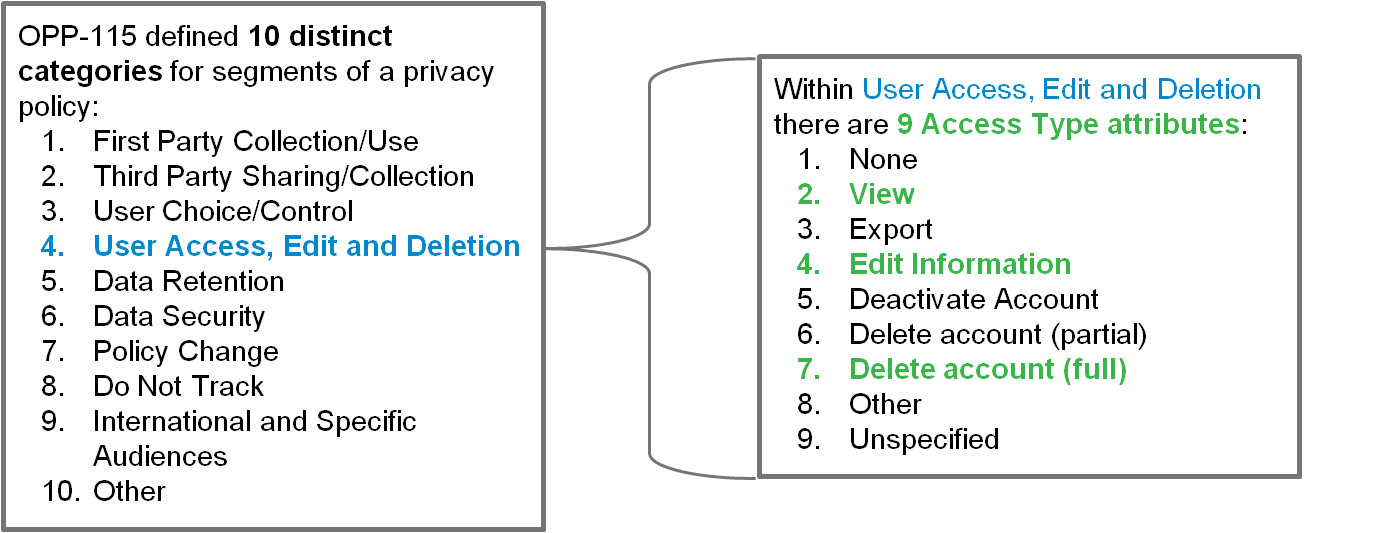 OPP-115 defined 10 distinct
categories for segments of a privacy
policy:
1. First Party Collection/Use
2. Third Party Sharing/Collection
3. User Choice/Control
4. User Access, Edit and Deletion
5. Data Retention
6. Data Security
7. Policy Change
8. Do Not Track
9. International and Specific
Audiences
10. Other
Within User Access, Edit and Deletion
there are 9 Access Type attributes:
1. None
2. View
3. Export
4. Edit Information
5. Deactivate Account
6. Delete account (partial)
7. Delete account (full)
8. Other
9. Unspecified